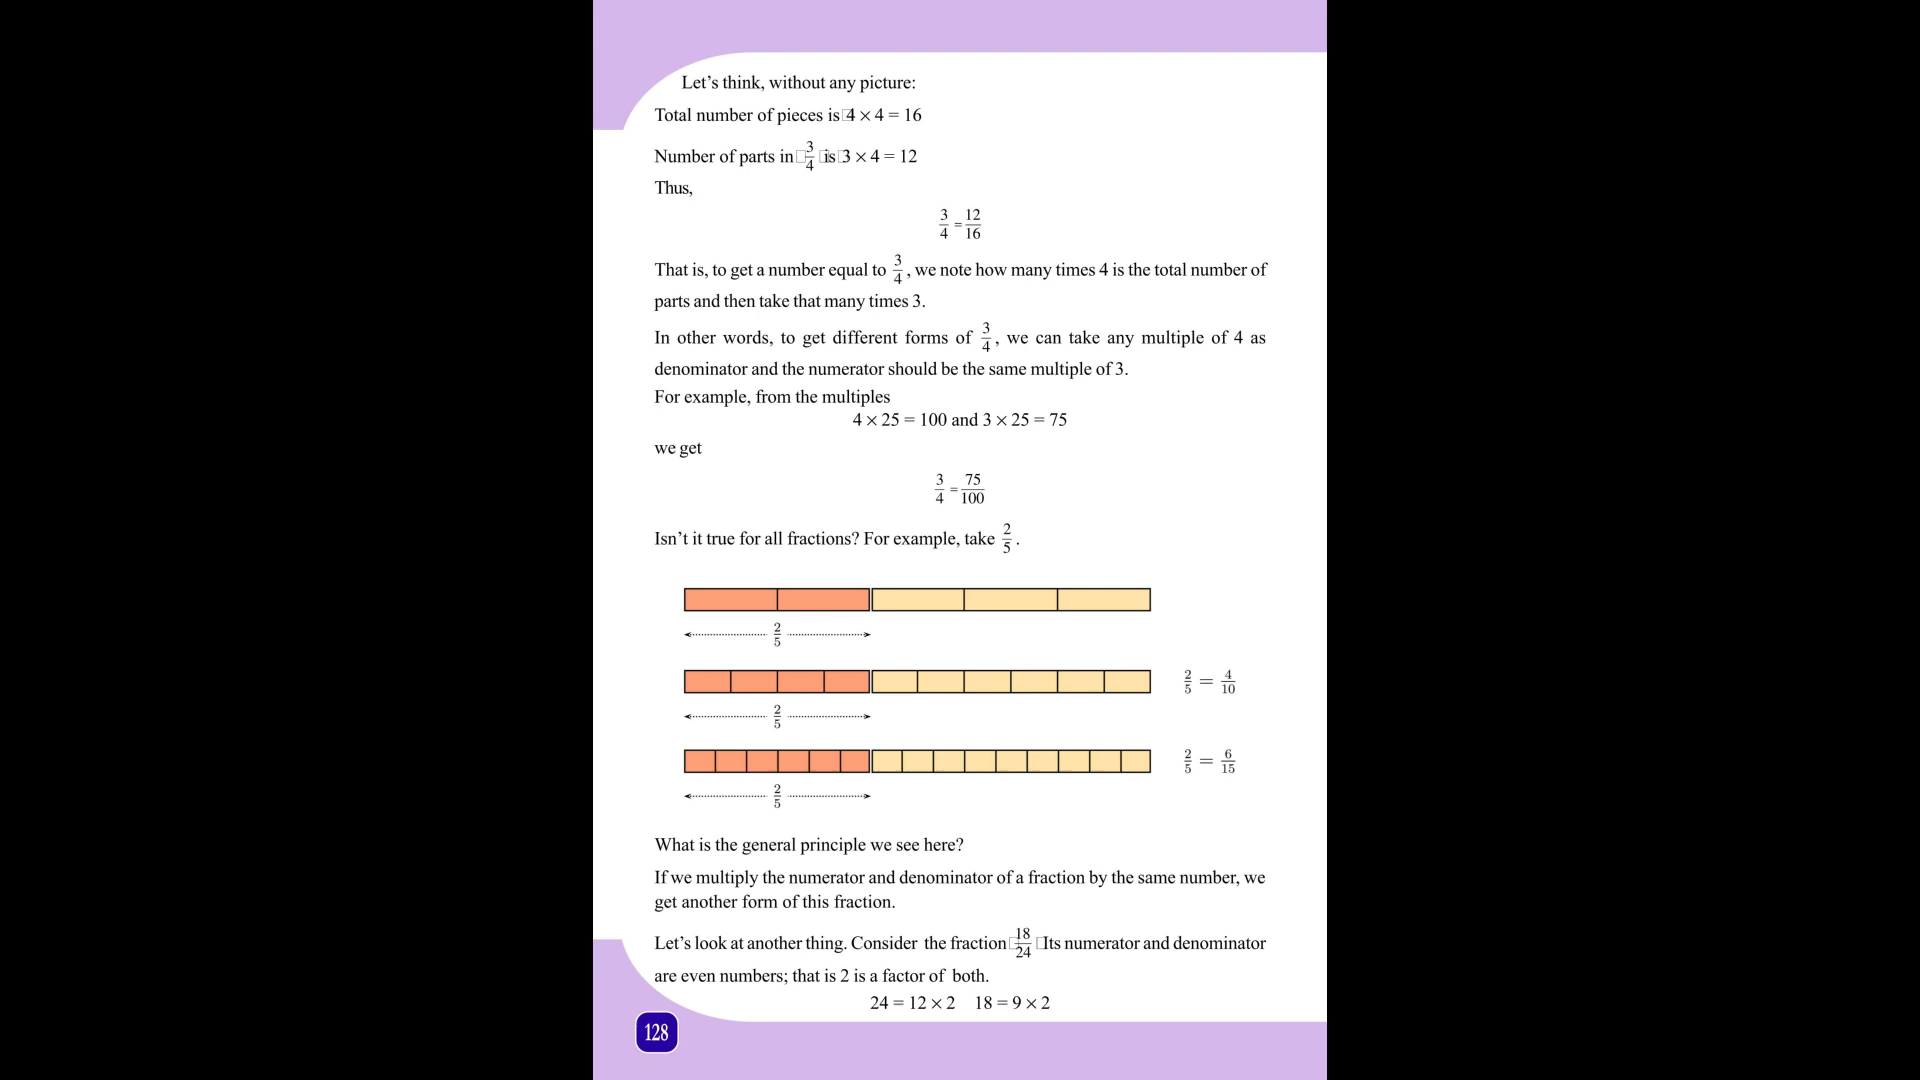 Let’s think, without any picture:
Total number of pieces is 4 × 4 = 16
Number of parts in 3/4 is 3 × 4 = 12
Thus,
3/4 = 12/16
That is, to get a number equal to 3/4, we note how many times 4 is the total number of
parts and then take that many times 3.
In other words, to get different forms of 3/4, we can take any multiple of 4 as
denominator and the numerator should be the same multiple of 3.
For example, from the multiples
4 × 25 = 100 and 3 × 25 = 75
we get
3/4 = 75/100
Isn’t it true for all fractions? For example, take 2/5.
2/5
2/5 = 4/10
2/5
2/5 = 6/15
2/5
What is the general principle we see here?
If we multiply the numerator and denominator of a fraction by the same number, we
get another form of this fraction.
Let’s look at another thing. Consider the fraction 18/24 Its numerator and denominator
are even numbers; that is 2 is a factor of both.
24 = 12 × 2 18 = 9 × 2
128